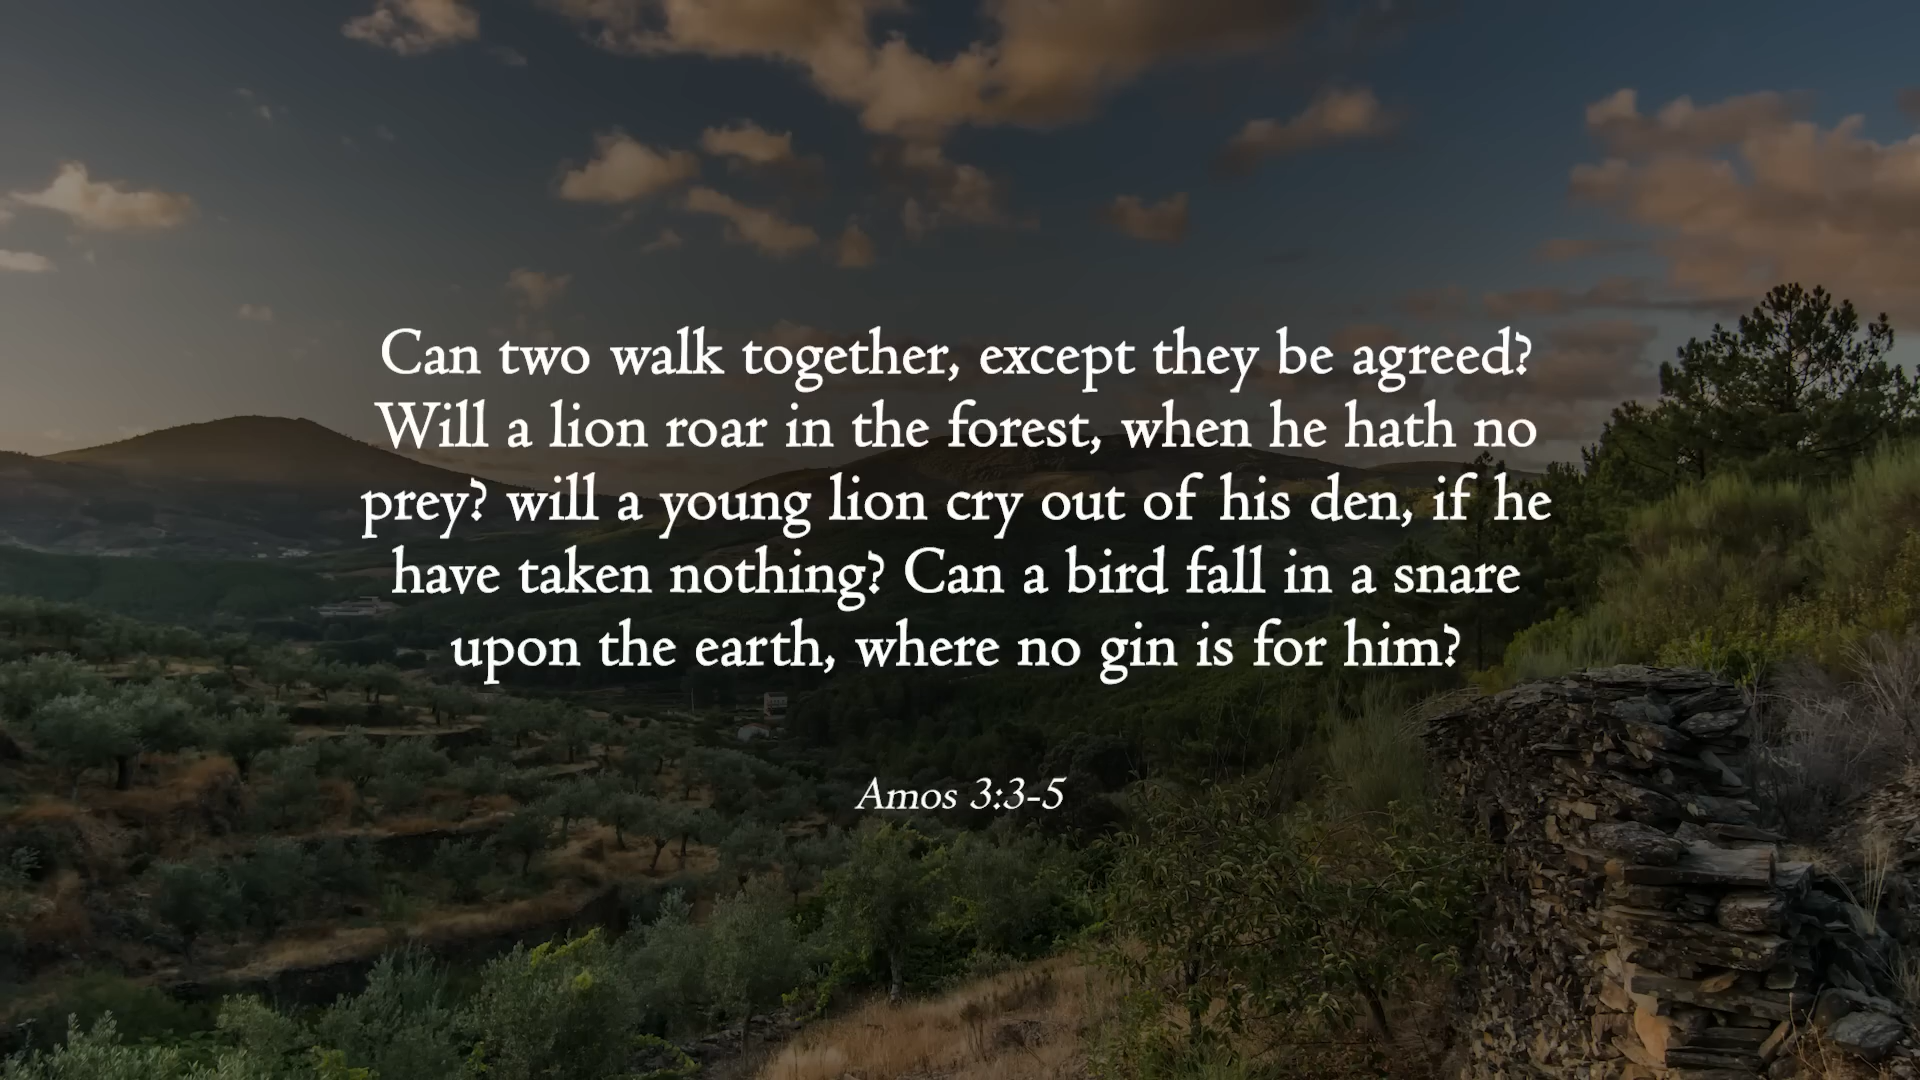 Can two walk together, except they be agreed?
Will a lion roar in the forest, when he hath no
prey? will a young lion cry out of his den, if he
have taken nothing? Can a bird fall in a snare
upon the earth, where no gin is for him?
Amos 3:3-5